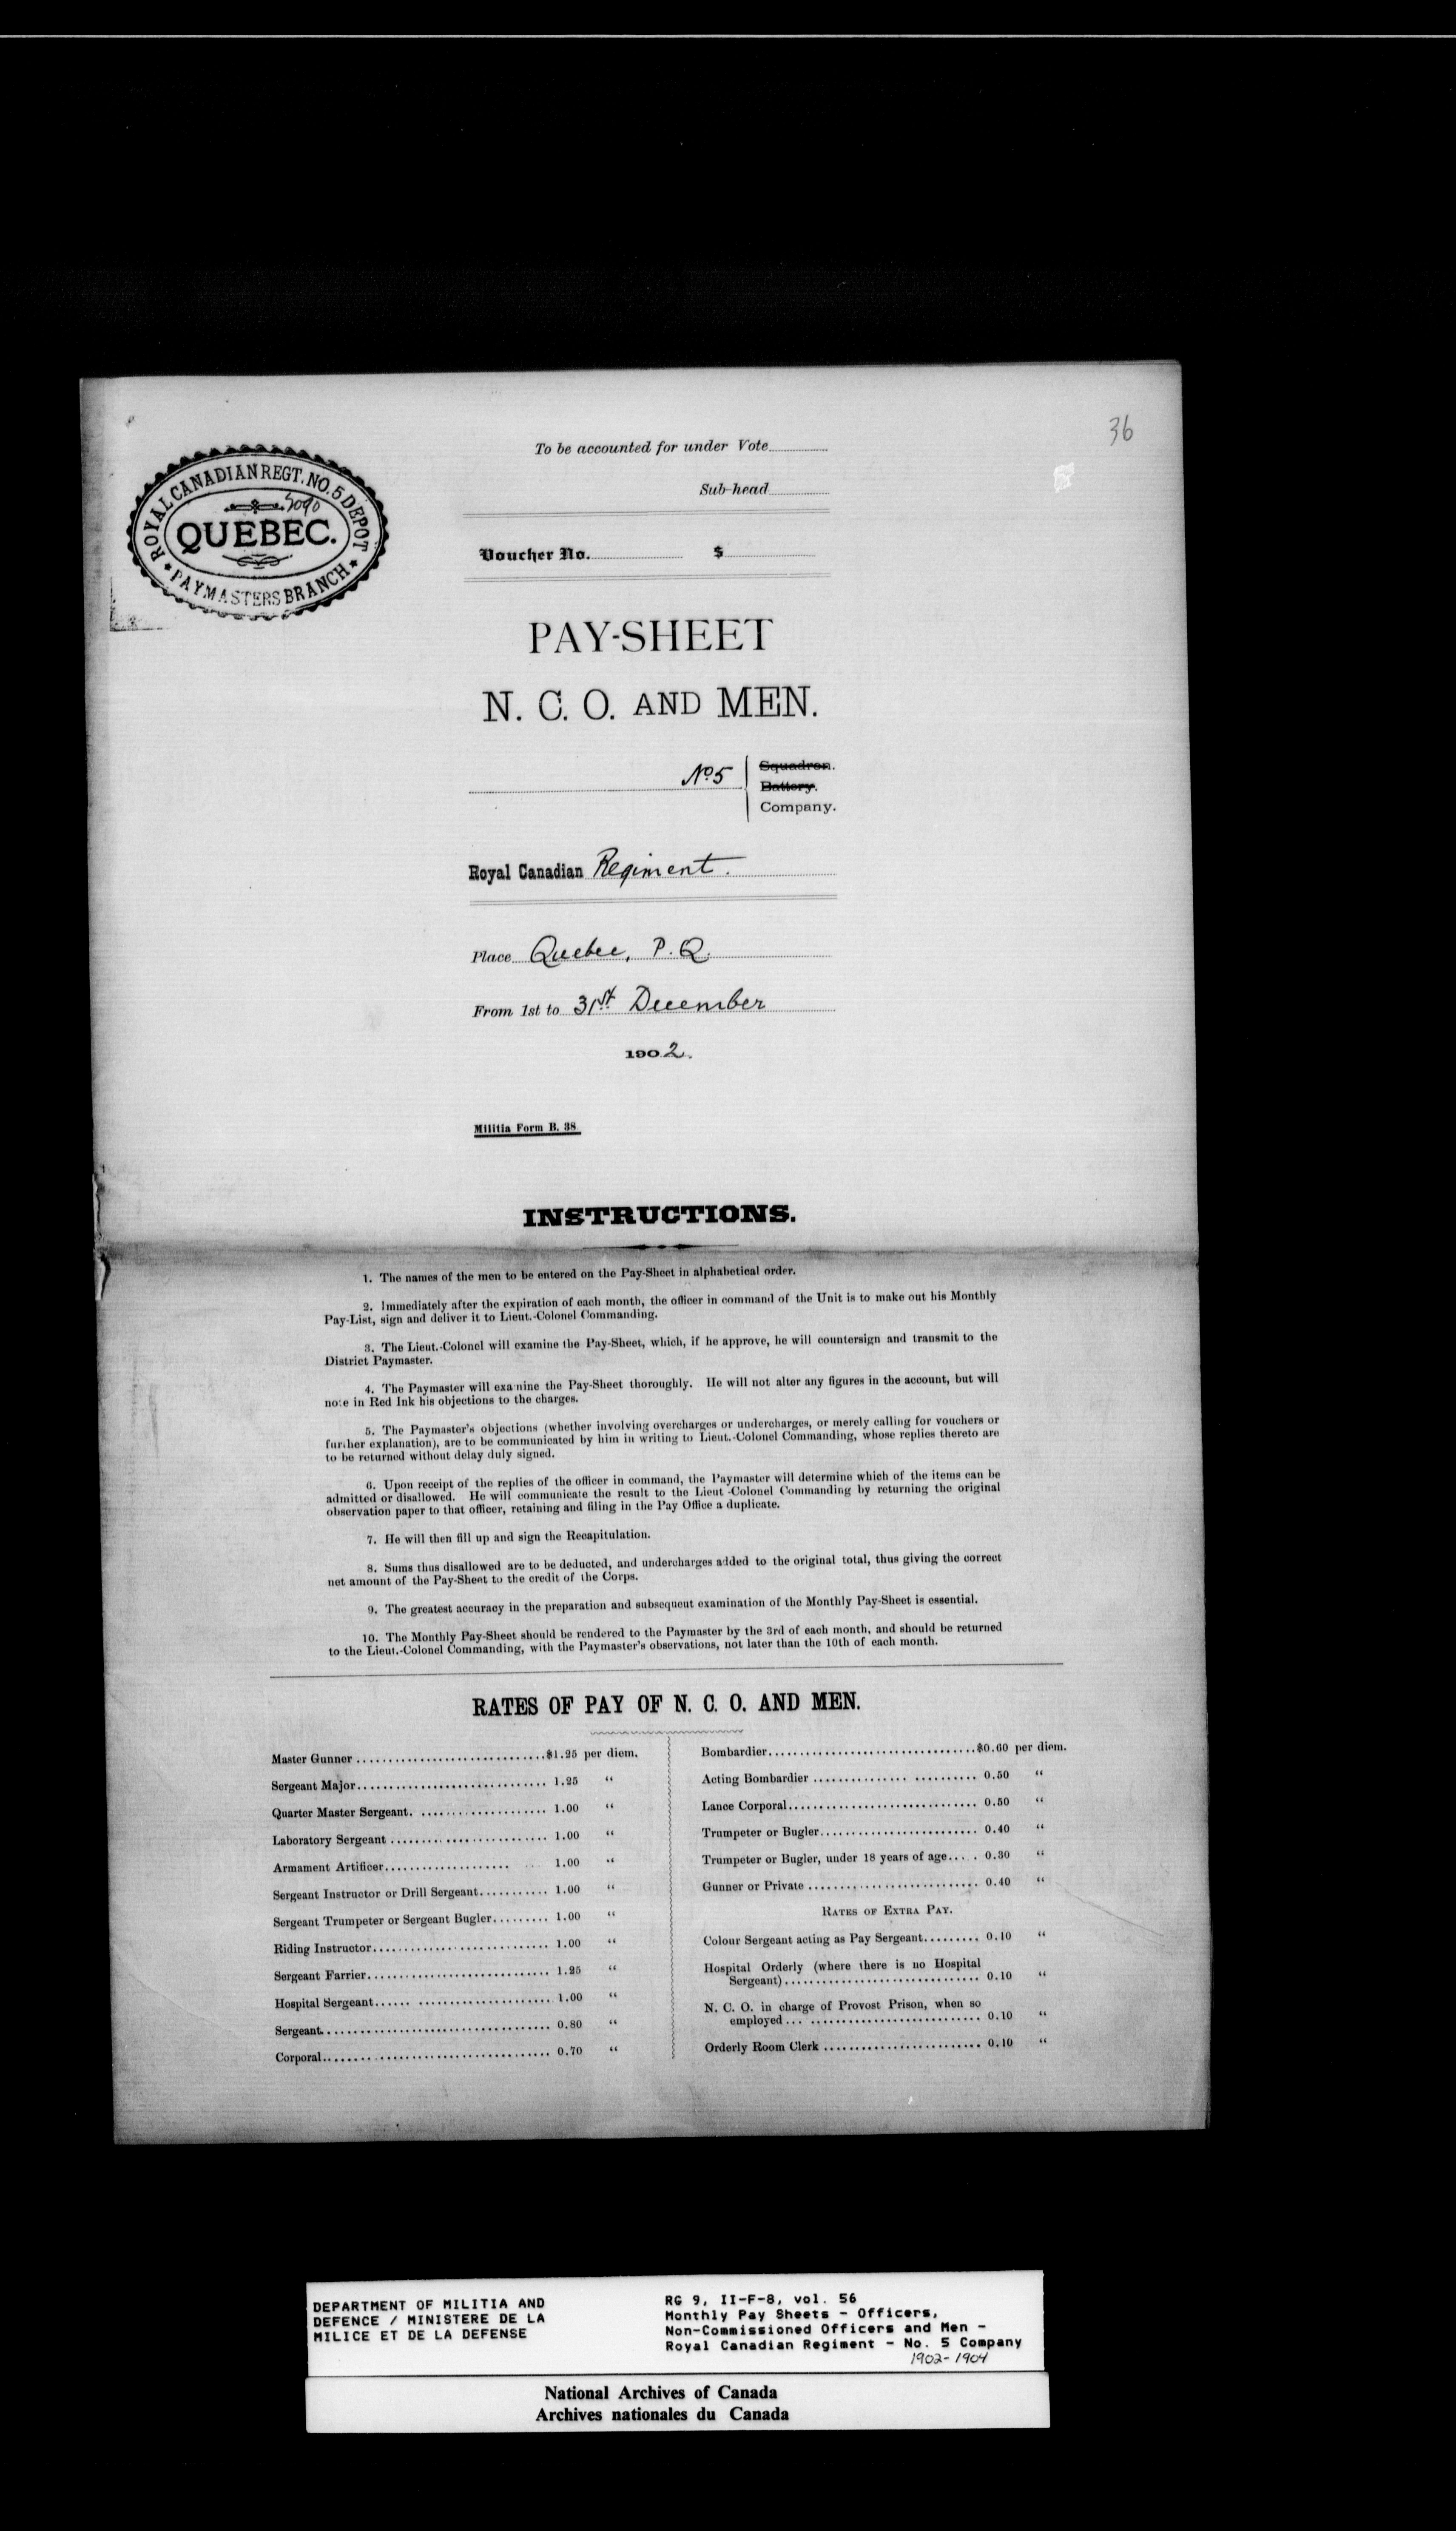 36
To be accounted for under Vote
Sub-head
ROYAL CANADIAN REGT. NO. 5 DEPOT
QUEBEC.
PAYMASTERS BRANCH
Voucher No. $
PAY-SHEET
N. C. O. AND MEN.
No 5
Squadron.
Battery.
Company.
Royal Canadian Regiment.
Place Quebec, P. Q.
From 1st to 31st December
1902.
Militia Form B. 38
INSTRUCTIONS.
1. The names of the men to be entered on the Pay-Sheet in alphabetical order.
2. Immediately after the expiration of each month, the officer in command of the Unit is to make out his Monthly
Pay-List, sign and deliver it to Lieut.-Colonel Commanding.
3. The Lieut.-Colonel will examine the Pay-Sheet, which, if he approve, he will countersign and transmit to the
District Paymaster.
4. The Paymaster will examine the Pay-Sheet thoroughly. He will not alter any figures in the account, but will
note in Red Ink his objections to the charges.
5. The Paymaster's objections (whether involving overcharges or undercharges, or merely calling for vouchers or
further explanation), are to be communicated by him in writing to Lieut.-Colonel Commanding, whose replies thereto are
to be returned without delay duly signed.
6. Upon receipt of the replies of the officer in command, the Paymaster will determine which of the items can be
admitted or disallowed. He will communicate the result to the Lieut-Colonel Commanding by returning the original
observation paper to that officer, retaining and filing in the Pay Office a duplicate.
7. He will then fill up and sign the Recapitulation.
8. Sums thus disallowed are to be deducted, and undercharges added to the original total, thus giving the correct
net amount of the Pay-Sheet to the credit of the Corps.
9. The greatest accuracy in the preparation and subsequent examination of the Monthly Pay-Sheet is essential.
10. The Monthly Pay-Sheet should be rendered to the Paymaster by the 3rd of each month, and should be returned
to the Lieut.-Colonel Commanding, with the Paymaster's observations, not later than the 10th of each month.
RATES OF PAY OF N. C. O. AND MEN.
Master Gunner $1.25 per diem.
Sergeant Major 1.25 "
Quarter Master Sergeant. 1.00 "
Laboratory Sergeant 1.00 "
Armament Artificer 1.00 "
Sergeant Instructor or Drill Sergeant 1.00 "
Sergeant Trumpeter or Sergeant Bugler 1.00 "
Riding Instructor 1.00 "
Sergeant Farrier 1.25 "
Hospital Sergeant 1.00 "
Sergeant 0.80 "
Corporal 0.70 "
Bombardier $0.60 per diem.
Acting Bombardier 0.50 "
Lance Corporal 0.50 "
Trumpeter or Bugler 0.40 "
Trumpeter or Bugler, under 18 years of age 0.30 "
Gunner or Private 0.40 "
RATES OF EXTRA PAY.
Colour Sergeant acting as Pay Sergeant 0.10 "
Hospital Orderly (where there is no Hospital
Sergeant) 0.10 "
N. C. O. in charge of Provost Prison, when so
employed 0.10 "
Orderly Room Clerk 0.10 "
DEPARTMENT OF MILITIA AND
DEFENCE / MINISTERE DE LA
MILICE ET DE LA DEFENSE
RG 9, II-F-8, vol. 56
Monthly Pay Sheets - Officers,
Non-Commissioned Officers and Men -
Royal Canadian Regiment - No. 5 Company
1902-1904
National Archives of Canada
Archives nationales du Canada